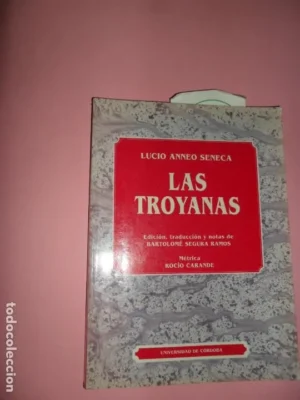 LUCIO ANNEO SENECA
LAS
TROYANAS
Edición, traducción y notas de
BARTOLOMÉ SEGURA RAMOS
Métrica
ROCÍO CARANDE
UNIVERSIDAD DE CORDOBA
todocoleccion